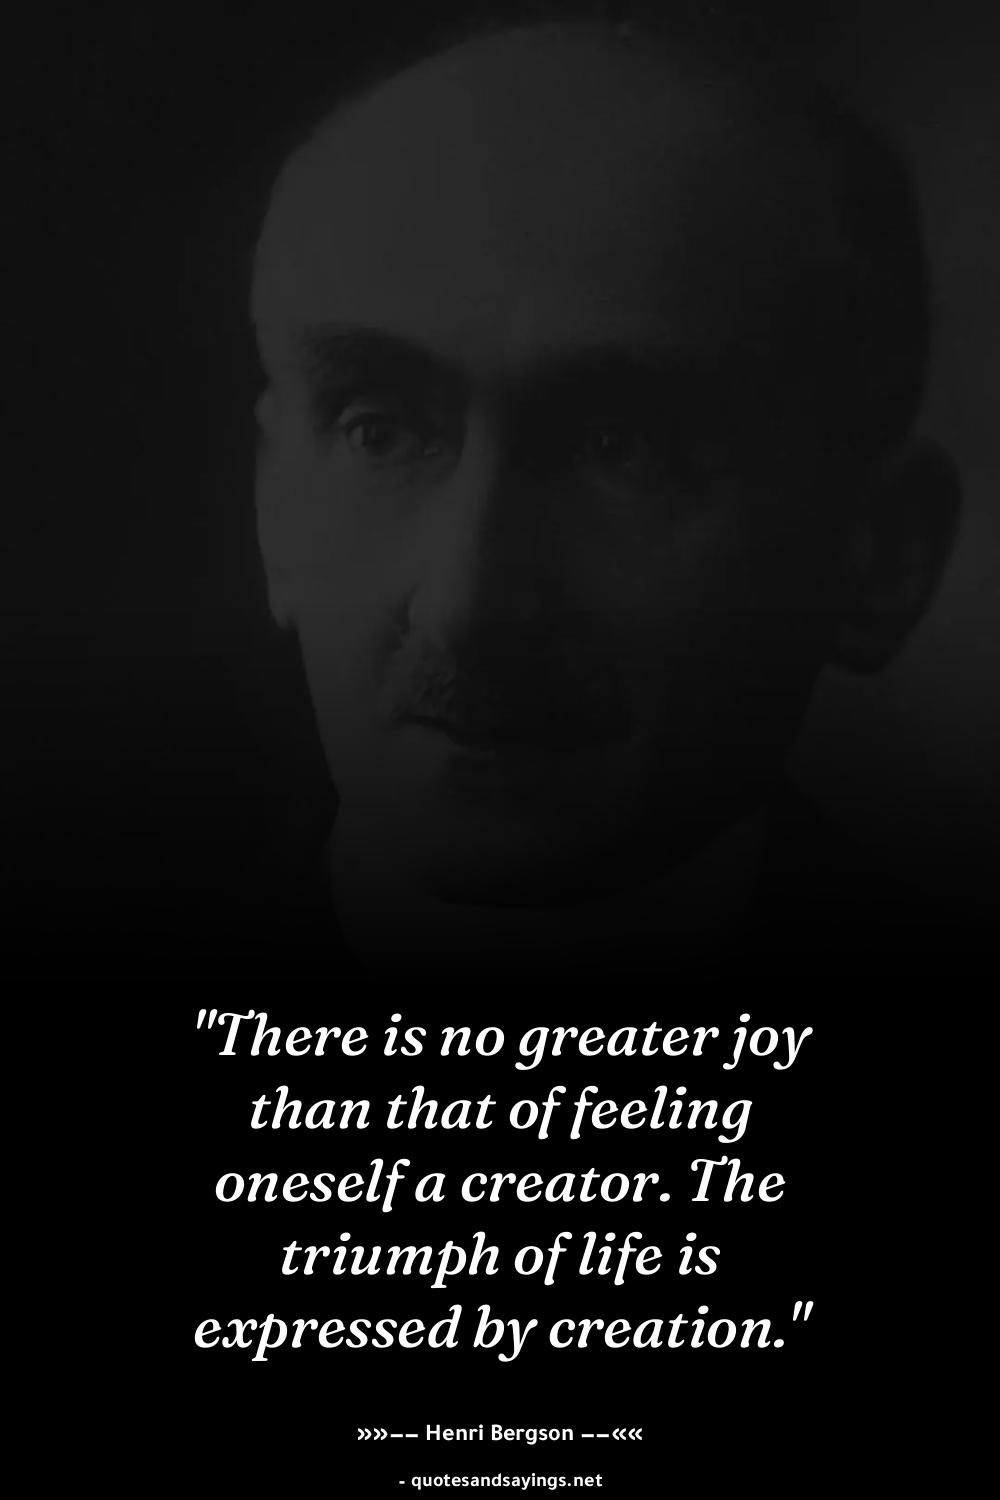 "There is no greater joy
than that of feeling
oneself a creator. The
triumph of life is
expressed by creation."
»»−− Henri Bergson −−««
- quotesandsayings.net